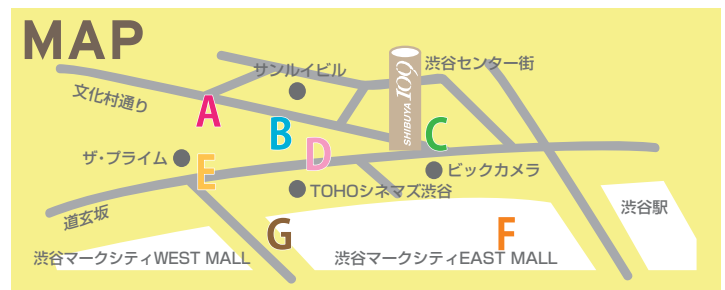 MAP
サンルイビル
渋谷センター街
文化村通り
A
SHIBUYA 109
B
C
D
ザ・プライム
E
ビックカメラ
TOHOシネマズ渋谷
道玄坂
渋谷駅
G
F
渋谷マークシティWEST MALL
渋谷マークシティEAST MALL